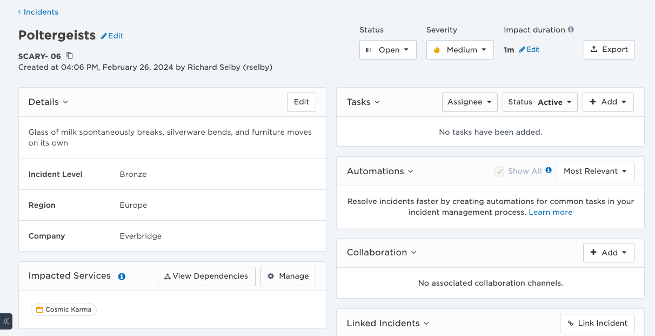 ‹ Incidents
Poltergeists Edit
SCARY- 06
Created at 04:06 PM, February 26, 2024 by Richard Selby (rselby)
Status
Open
Severity
Medium
Impact duration
1m Edit
Export
Details
Edit
Glass of milk spontaneously breaks, silverware bends, and furniture moves
on its own
Incident Level Bronze
Region Europe
Company Everbridge
Impacted Services
View Dependencies
Manage
Cosmic Karma
Tasks
Assignee
Status Active
+ Add
No tasks have been added.
Automations
Show All
Most Relevant
Resolve incidents faster by creating automations for common tasks in your
incident management process. Learn more
Collaboration
+ Add
No associated collaboration channels.
Linked Incidents
Link Incident